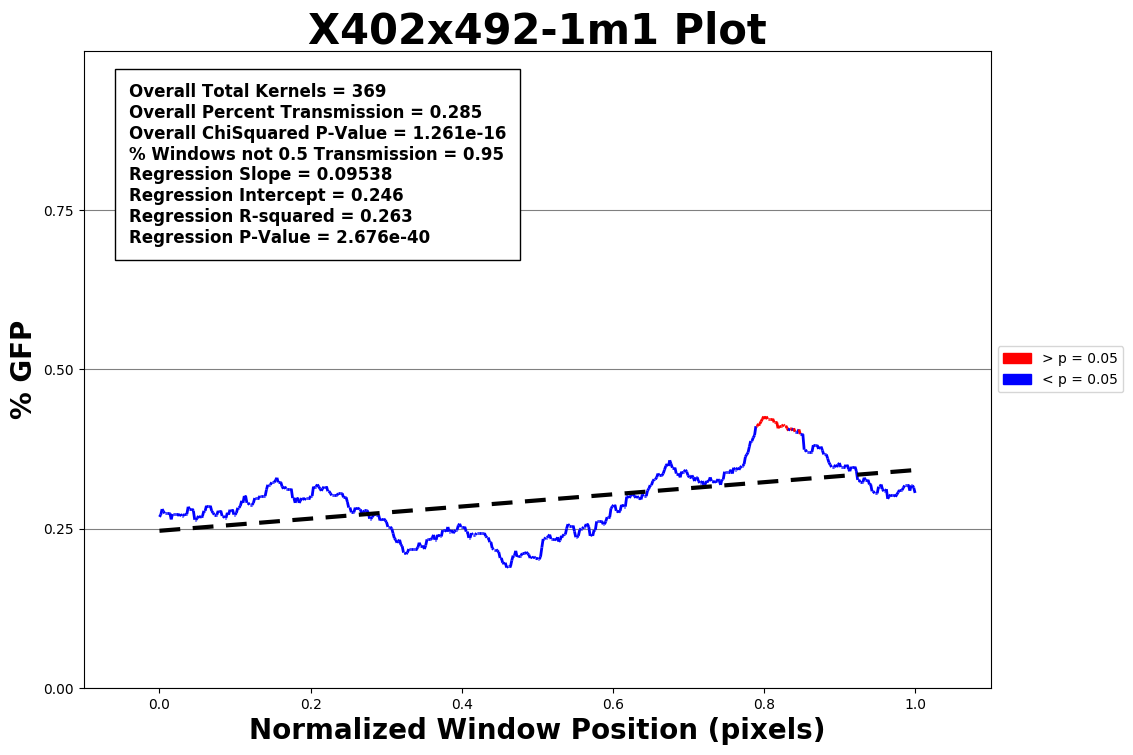 X402x492-1m1 Plot
Overall Total Kernels = 369
Overall Percent Transmission = 0.285
Overall ChiSquared P-Value = 1.261e-16
% Windows not 0.5 Transmission = 0.95
Regression Slope = 0.09538
Regression Intercept = 0.246
Regression R-squared = 0.263
Regression P-Value = 2.676e-40
% GFP
0.75
0.50
0.25
0.00
> p = 0.05
< p = 0.05
0.0 0.2 0.4 0.6 0.8 1.0
Normalized Window Position (pixels)